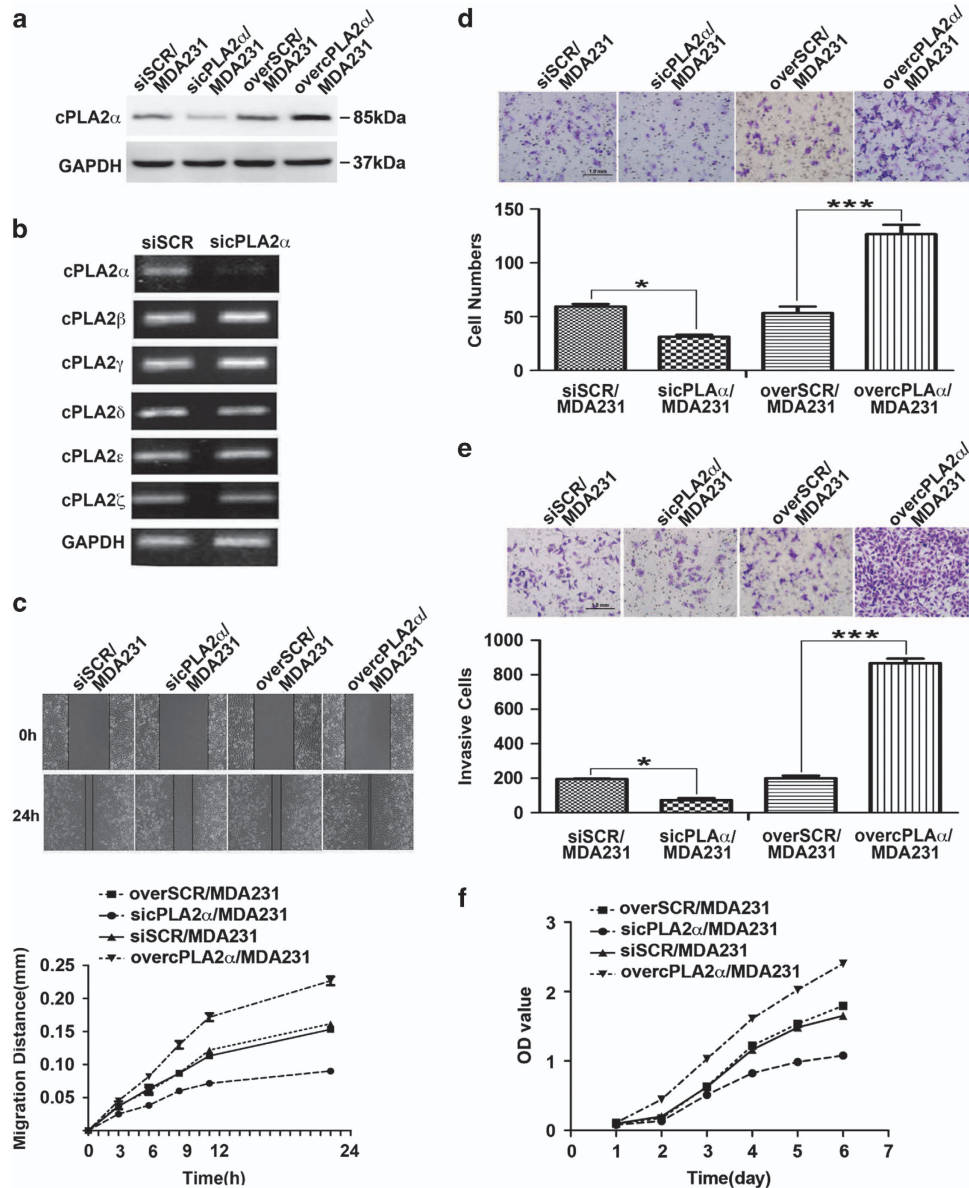 a
siSCR/
MDA231
sicPLA2α/
MDA231
overSCR/
MDA231
overcPLA2α/
MDA231
cPLA2α
–85kDa
GAPDH
–37kDa
b
siSCR sicPLA2α
cPLA2α
cPLA2β
cPLA2γ
cPLA2δ
cPLA2ε
cPLA2ζ
GAPDH
c
siSCR/
MDA231
sicPLA2α/
MDA231
overSCR/
MDA231
overcPLA2α/
MDA231
0h
24h
overSCR/MDA231
sicPLA2α/MDA231
siSCR/MDA231
overcPLA2α/MDA231
Migration Distance(mm)
0.25
0.20
0.15
0.10
0.05
0 3 6 9 12 24
Time(h)
d
siSCR/
MDA231
sicPLA2α/
MDA231
overSCR/
MDA231
overcPLA2α/
MDA231
1.0 mm
Cell Numbers
150
100
50
0
*
***
siSCR/
MDA231
sicPLAα/
MDA231
overSCR/
MDA231
overcPLAα/
MDA231
e
siSCR/
MDA231
sicPLA2α/
MDA231
overSCR/
MDA231
overcPLA2α/
MDA231
1.0 mm
Invasive Cells
1000
800
600
400
200
0
*
***
siSCR/
MDA231
sicPLAα/
MDA231
overSCR/
MDA231
overcPLAα/
MDA231
f
overSCR/MDA231
sicPLA2α/MDA231
siSCR/MDA231
overcPLA2α/MDA231
OD value
3
2
1
0
0 1 2 3 4 5 6 7
Time(day)